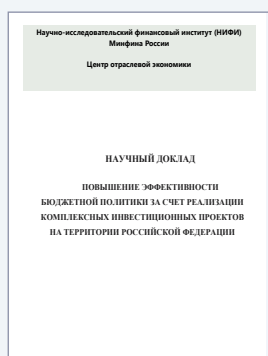 Научно-исследовательский финансовый институт (НИФИ)
Минфина России
Центр отраслевой экономики
НАУЧНЫЙ ДОКЛАД
ПОВЫШЕНИЕ ЭФФЕКТИВНОСТИ
БЮДЖЕТНОЙ ПОЛИТИКИ ЗА СЧЕТ РЕАЛИЗАЦИИ
КОМПЛЕКСНЫХ ИНВЕСТИЦИОННЫХ ПРОЕКТОВ
НА ТЕРРИТОРИИ РОССИЙСКОЙ ФЕДЕРАЦИИ